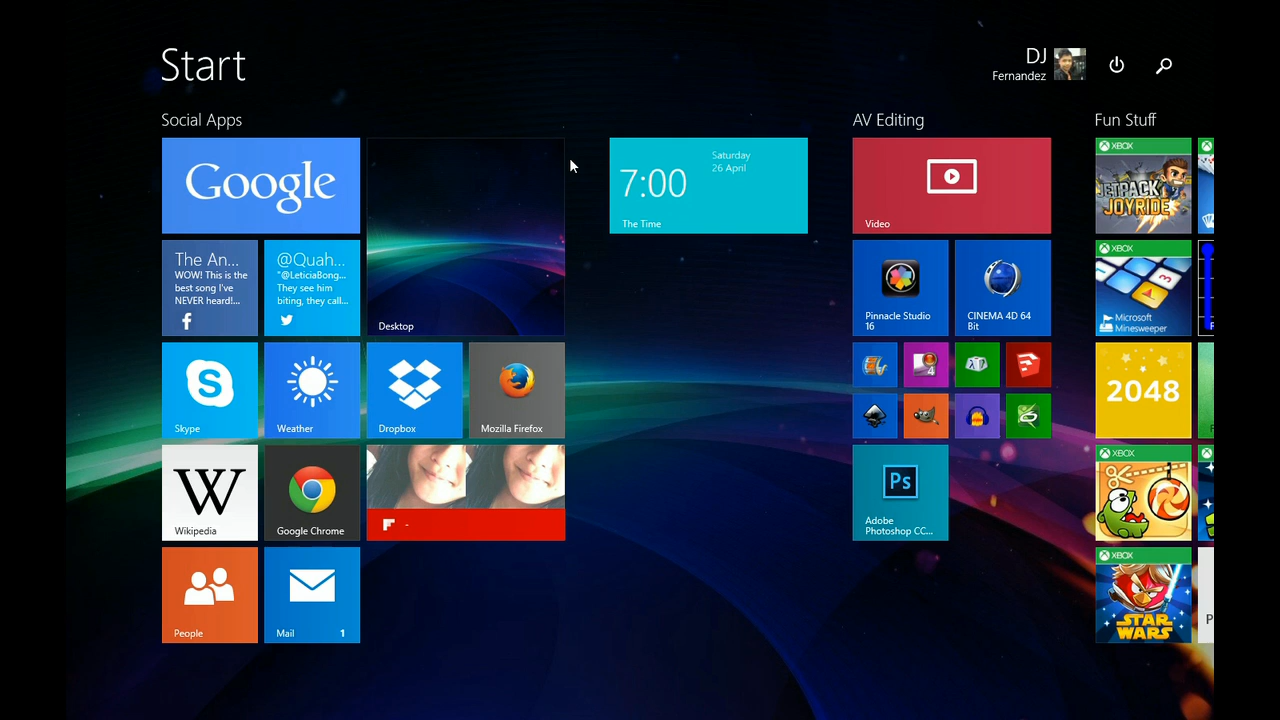 Start
DJ
Fernandez
Social Apps
AV Editing
Fun Stuff
Google
7:00
Saturday
26 April
The Time
Video
XBOX
JETPACK
JOYRIDE
The An...
WOW! This is the
best song I've
NEVER heard!...
@Quah...
"@LeticiaBong...
They see him
biting, they call...
Desktop
Pinnacle Studio
16
CINEMA 4D 64
Bit
XBOX
Microsoft
Minesweeper
Skype
Weather
Dropbox
Mozilla Firefox
4
2048
W
Wikipedia
Google Chrome
-
Ps
Adobe
Photoshop CC...
XBOX
People
Mail
1
XBOX
STAR
WARS
P